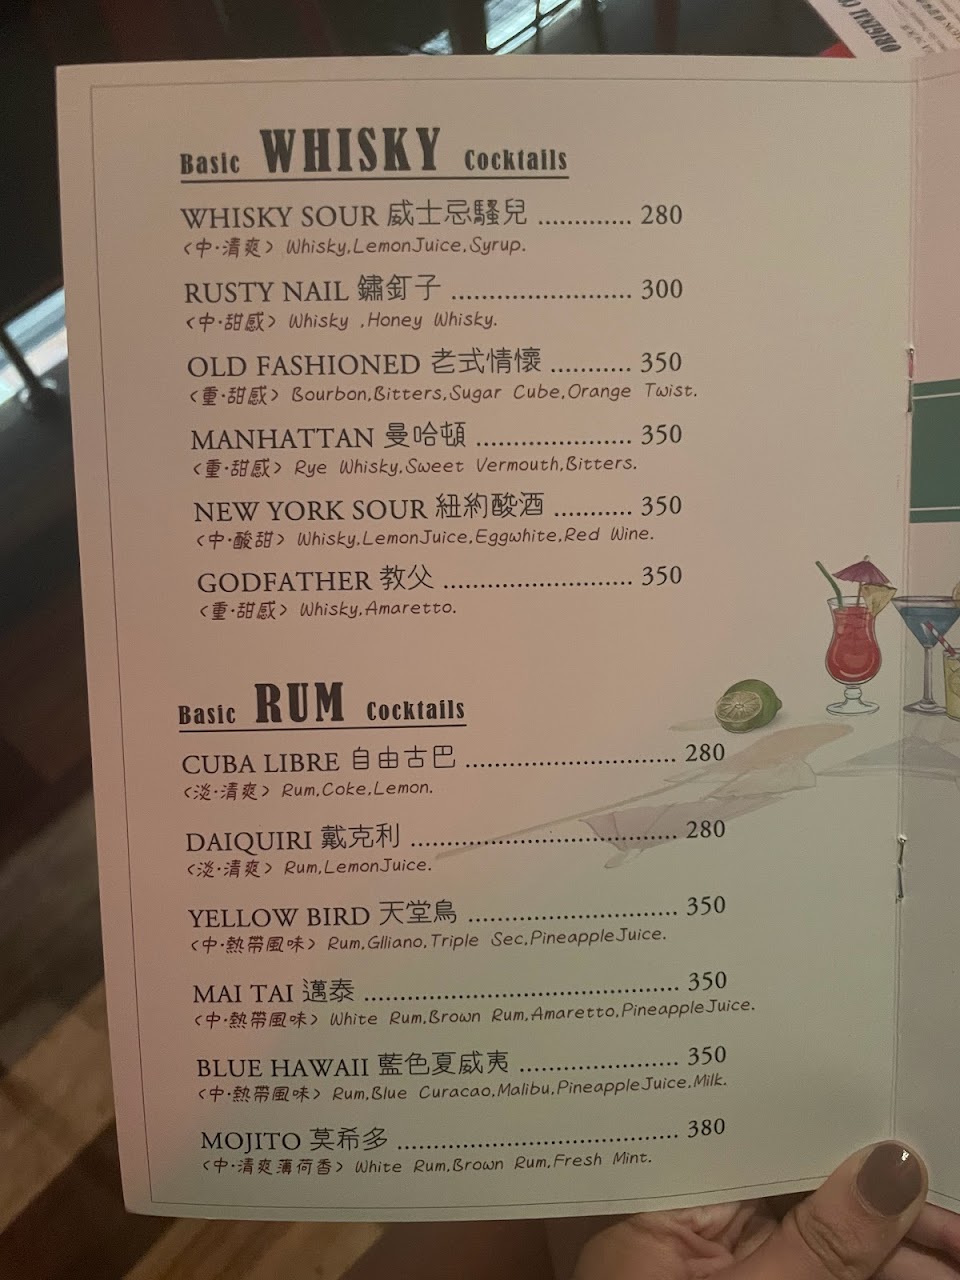 Basic WHISKY Cocktails
WHISKY SOUR 威士忌騷兒 ............. 280
<中·清爽> Whisky,LemonJuice,Syrup.
RUSTY NAIL 鏽釘子 ......................... 300
<中·甜感> Whisky ,Honey Whisky.
OLD FASHIONED 老式情懷 ........... 350
<重·甜感> Bourbon,Bitters,Sugar Cube,Orange Twist.
MANHATTAN 曼哈頓 ...................... 350
<重·甜感> Rye Whisky,Sweet Vermouth,Bitters.
NEW YORK SOUR 紐約酸酒 ........... 350
<中·酸甜> Whisky,LemonJuice,Eggwhite,Red Wine.
GODFATHER 教父 .......................... 350
<重·甜感> Whisky,Amaretto.
Basic RUM Cocktails
CUBA LIBRE 自由古巴 ............................. 280
<淡·清爽> Rum,Coke,Lemon.
DAIQUIRI 戴克利 ..................................... 280
<淡·清爽> Rum,LemonJuice.
YELLOW BIRD 天堂鳥 ............................. 350
<中·熱帶風味> Rum,Glliano,Triple Sec,PineappleJuice.
MAI TAI 邁泰 ............................................ 350
<中·熱帶風味> White Rum,Brown Rum,Amaretto,PineappleJuice.
BLUE HAWAII 藍色夏威夷 ...................... 350
<中·熱帶風味> Rum,Blue Curacao,Malibu,PineappleJuice,Milk.
MOJITO 莫希多 ....................................... 380
<中·清爽薄荷香> White Rum,Brown Rum,Fresh Mint.
ORIGINAL